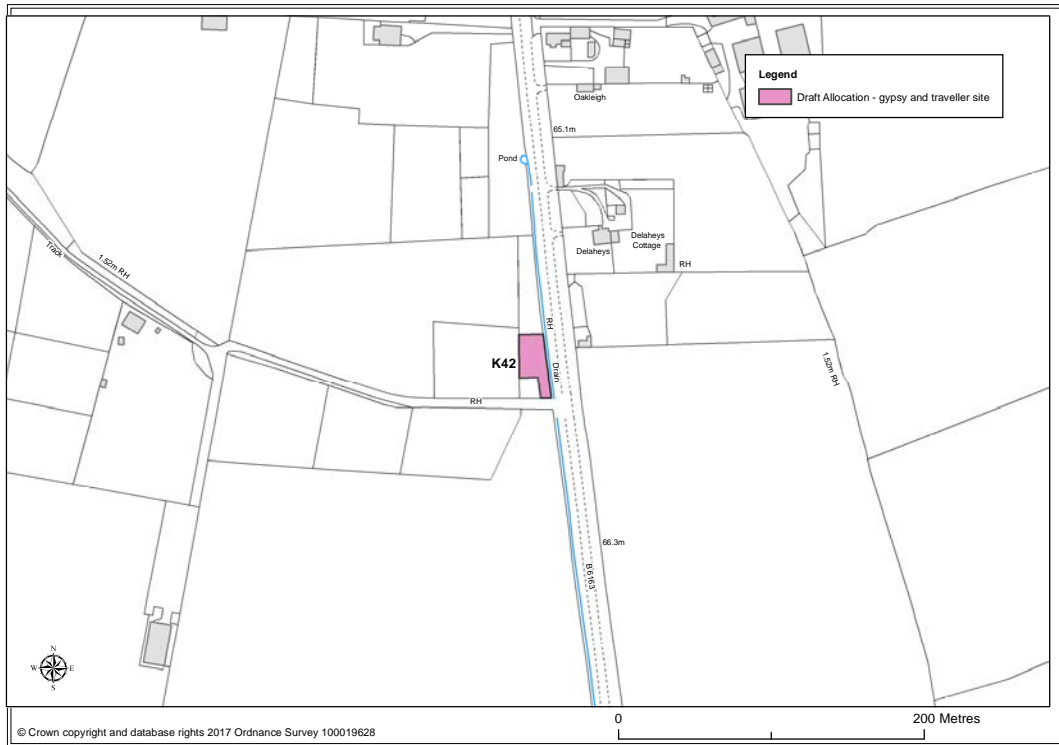 Legend
Draft Allocation - gypsy and traveller site
Oakleigh
65.1m
Pond
Delaheys
Cottage
Delaheys
RH
Track
1.52m RH
RH
1.52m RH
K42
Drain
RH
66.3m
B 6163
N
W E
S
0 200 Metres
© Crown copyright and database rights 2017 Ordnance Survey 100019628